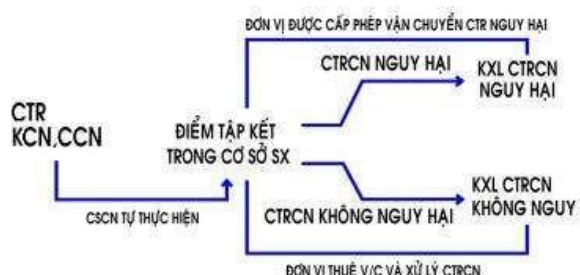 ĐƠN VỊ ĐƯỢC CẤP PHÉP VẬN CHUYỂN CTR NGUY HẠI
CTRCN NGUY HẠI
KXL CTRCN
NGUY HẠI
CTR
KCN,CCN
ĐIỂM TẬP KẾT
TRONG CƠ SỞ SX
CSCN TỰ THỰC HIỆN
CTRCN KHÔNG NGUY HẠI
KXL CTRCN
KHÔNG NGUY
ĐƠN VỊ THUÊ V/C VÀ XỬ LÝ CTRCN